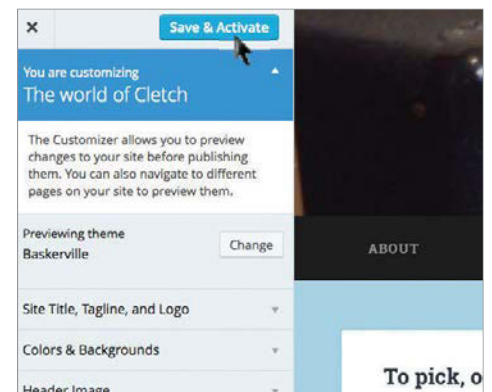 ×
Save & Activate
You are customizing
The world of Cletch
The Customizer allows you to preview
changes to your site before publishing
them. You can also navigate to different
pages on your site to preview them.
Previewing theme
Baskerville
Change
ABOUT
Site Title, Tagline, and Logo
Colors & Backgrounds
Header Image
To pick, o